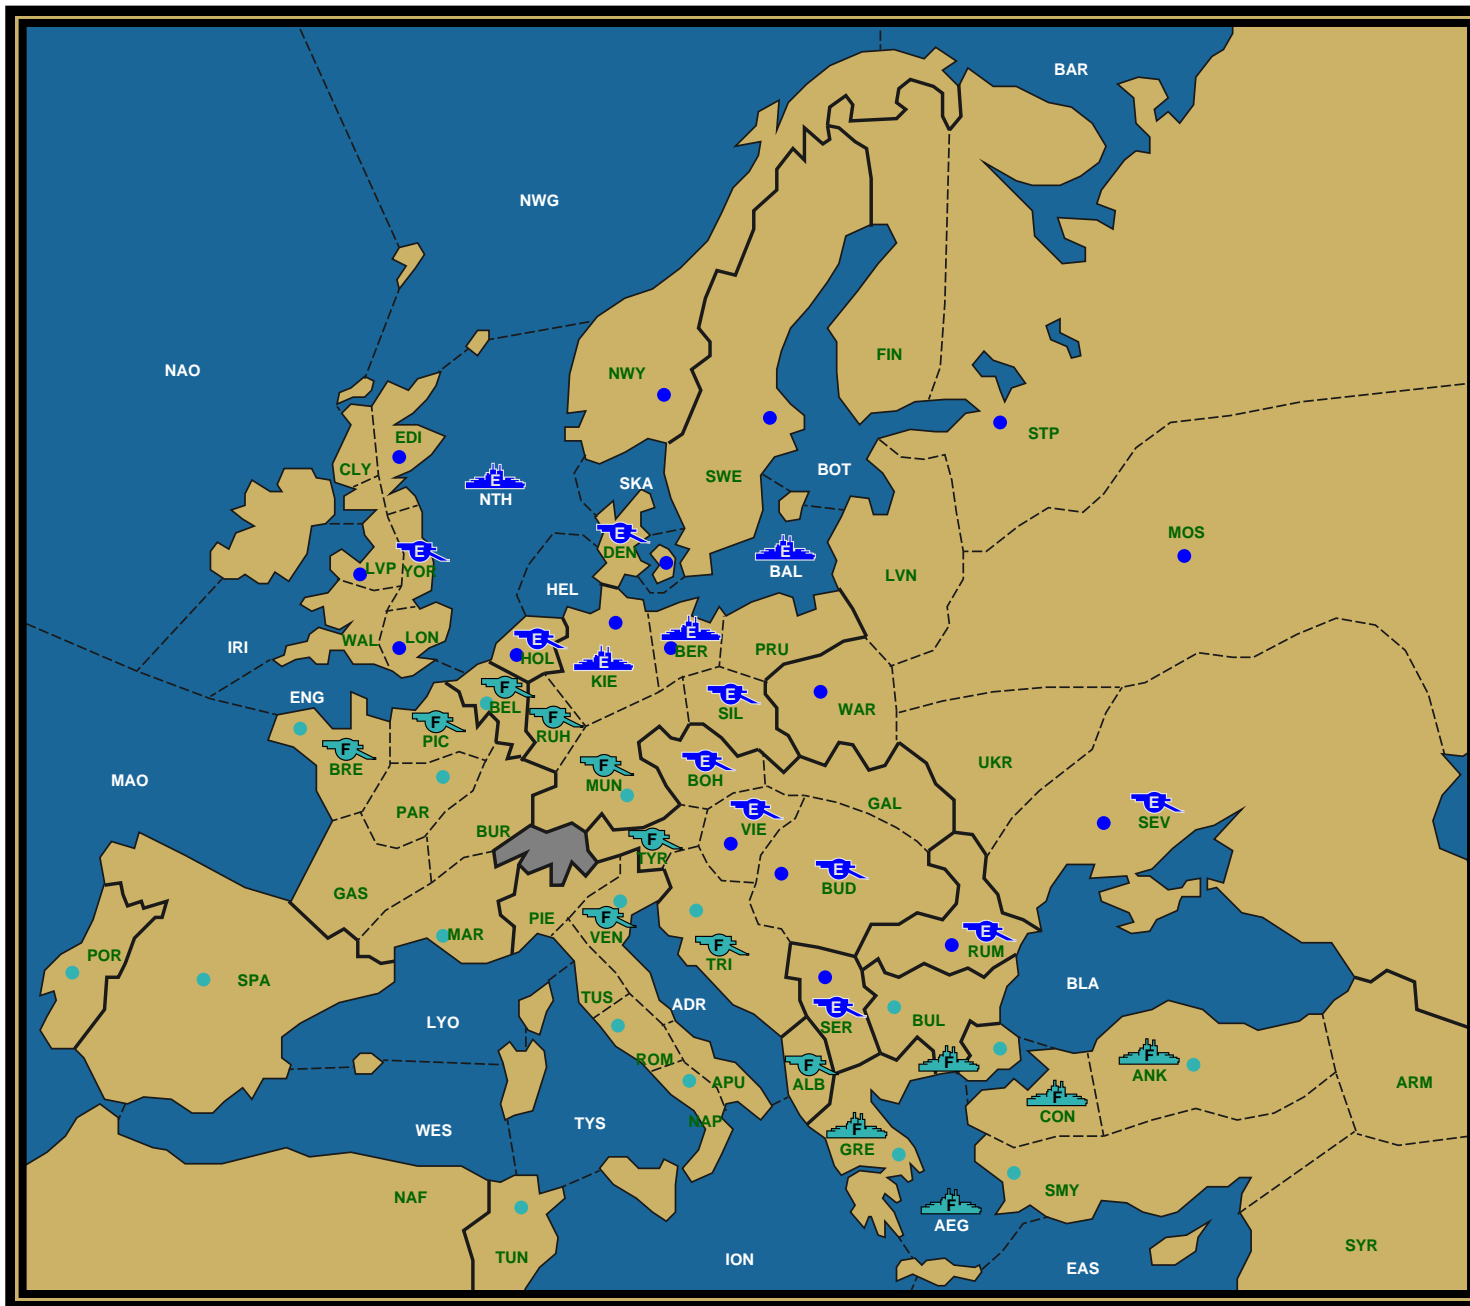 BAR
NWG
NAO
FIN
NWY
EDI
STP
CLY
BOT
SWE
SKA
E
NTH
MOS
E
DEN
E
BAL
E
YOR
LVP
LVN
HEL
E
BER
WAL
LON
IRI
E
HOL
PRU
E
KIE
F
BEL
ENG
E
SIL
WAR
F
PIC
F
RUH
F
BRE
E
BOH
UKR
F
MUN
MAO
GAL
E
SEV
E
VIE
PAR
BUR
F
TYR
E
BUD
GAS
PIE
F
VEN
MAR
E
RUM
POR
F
TRI
SPA
BLA
TUS
ADR
E
SER
BUL
LYO
ROM
F
F
ANK
F
ALB
APU
ARM
F
CON
NAP
TYS
WES
F
GRE
SMY
NAF
F
AEG
SYR
TUN
ION
EAS